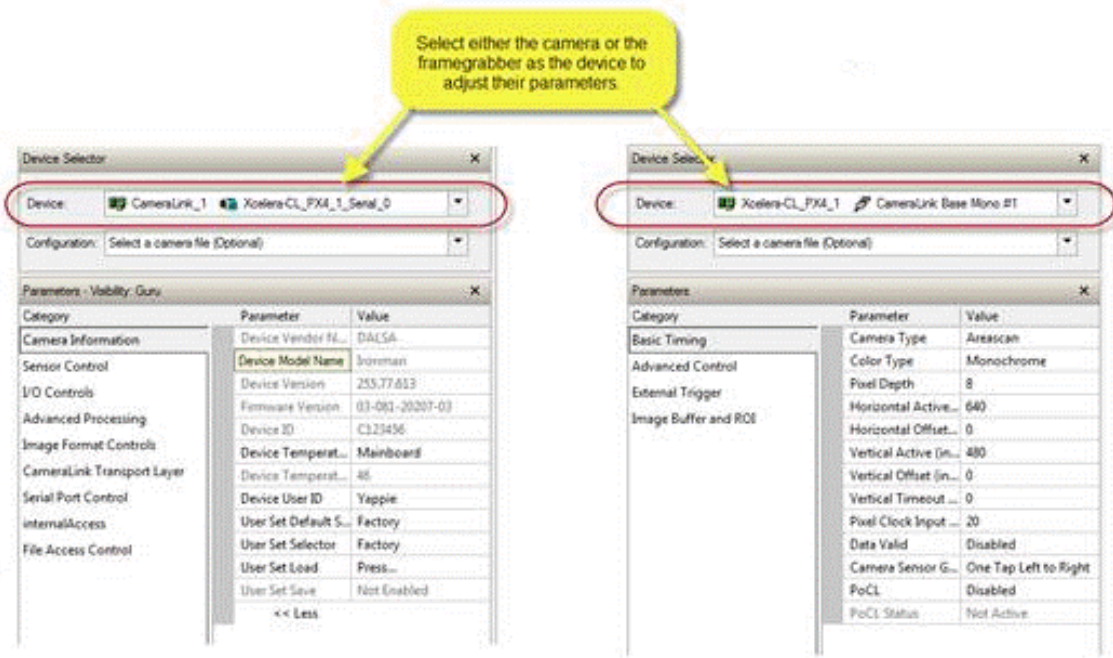 Select either the camera or the
framegrabber as the device to
adjust their parameters.
Device Selector ×
Device: CameraLink_1 Xcelera-CL_PX4_1_Serial_0
Configuration: Select a camera file (Optional)
Parameters - Visibility: Guru ×
Category Parameter Value
Camera Information Device Vendor N... DALSA
Sensor Control Device Model Name Ironman
I/O Controls Device Version 255.77.613
Advanced Processing Firmware Version 03-081-20207-03
Image Format Controls Device ID C123456
CameraLink Transport Layer Device Temperat... Mainboard
Serial Port Control Device Temperat... 46
internalAccess Device User ID Yappie
File Access Control User Set Default S... Factory
User Set Selector Factory
User Set Load Press...
User Set Save Not Enabled
<< Less
Device Selector ×
Device: Xcelera-CL_PX4_1 CameraLink Base Mono #1
Configuration: Select a camera file (Optional)
Parameters ×
Category Parameter Value
Basic Timing Camera Type Areascan
Advanced Control Color Type Monochrome
External Trigger Pixel Depth 8
Image Buffer and ROI Horizontal Active... 640
Horizontal Offset... 0
Vertical Active (in... 480
Vertical Offset (in... 0
Vertical Timeout ... 0
Pixel Clock Input ... 20
Data Valid Disabled
Camera Sensor G... One Tap Left to Right
PoCL Disabled
PoCL Status Not Active